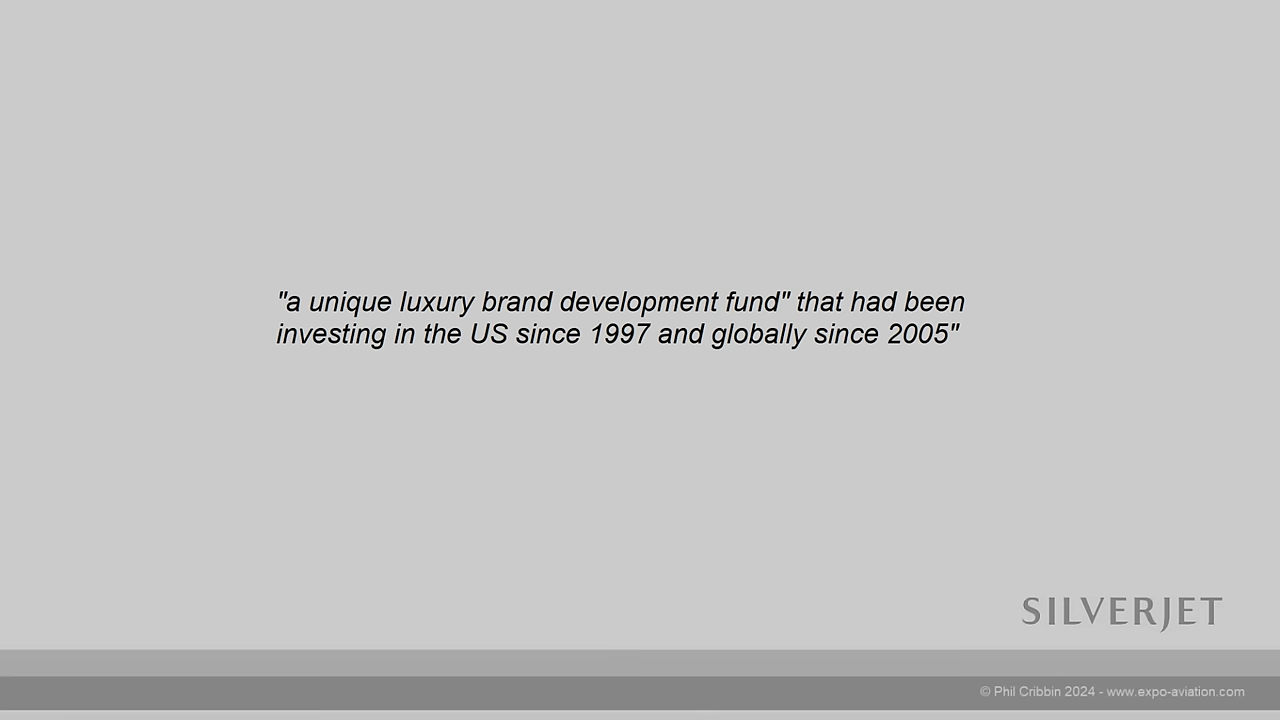 "a unique luxury brand development fund" that had been
investing in the US since 1997 and globally since 2005"
SILVERJET
© Phil Cribbin 2024 - www.expo-aviation.com